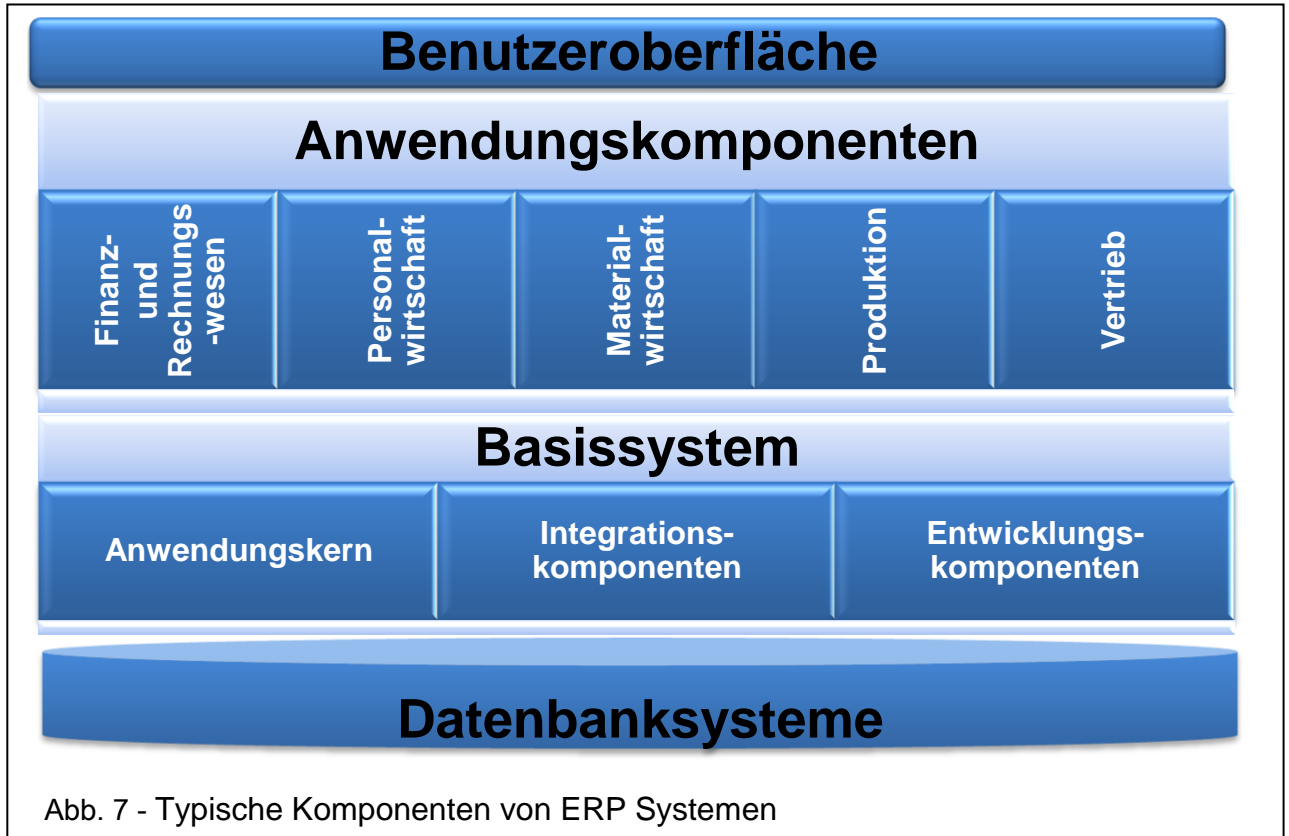 Benutzeroberfläche
Anwendungskomponenten
Finanz-
und
Rechnungs
-wesen
Personal-
wirtschaft
Material-
wirtschaft
Produktion
Vertrieb
Basissystem
Anwendungskern
Integrations-
komponenten
Entwicklungs-
komponenten
Datenbanksysteme
Abb. 7 - Typische Komponenten von ERP Systemen